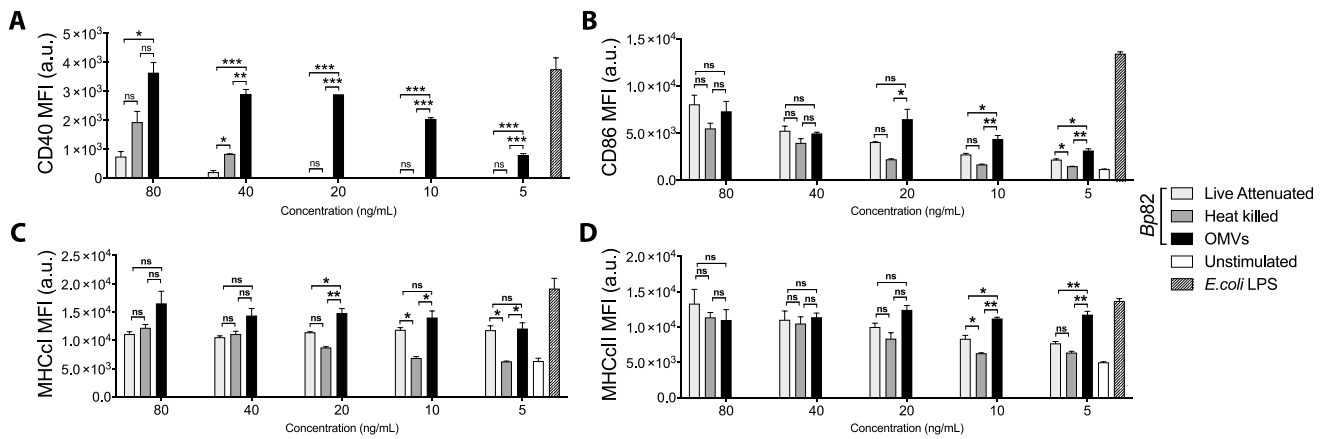 A
CD40 MFI (a.u.)
5×10³
4×10³
3×10³
2×10³
1×10³
0
* ns ns
*** ** *
*** *** ns
*** *** ns
*** *** ns
80 40 20 10 5
Concentration (ng/mL)
B
CD86 MFI (a.u.)
1.5×10⁴
1.0×10⁴
5.0×10³
0.0
ns ns ns
ns ns ns
ns * ns
* ** ns
* ** *
80 40 20 10 5
Concentration (ng/mL)
C
MHCcI MFI (a.u.)
2.5×10⁴
2.0×10⁴
1.5×10⁴
1.0×10⁴
5.0×10³
0.0
ns ns ns
ns ns ns
* ** ns
ns * *
ns * *
80 40 20 10 5
Concentration (ng/mL)
D
MHCcII MFI (a.u.)
2.0×10⁴
1.5×10⁴
1.0×10⁴
5.0×10³
0.0
ns ns ns
ns ns ns
ns ns ns
* ** *
** ** ns
80 40 20 10 5
Concentration (ng/mL)
Bp82
Live Attenuated
Heat killed
OMVs
Unstimulated
E.coli LPS